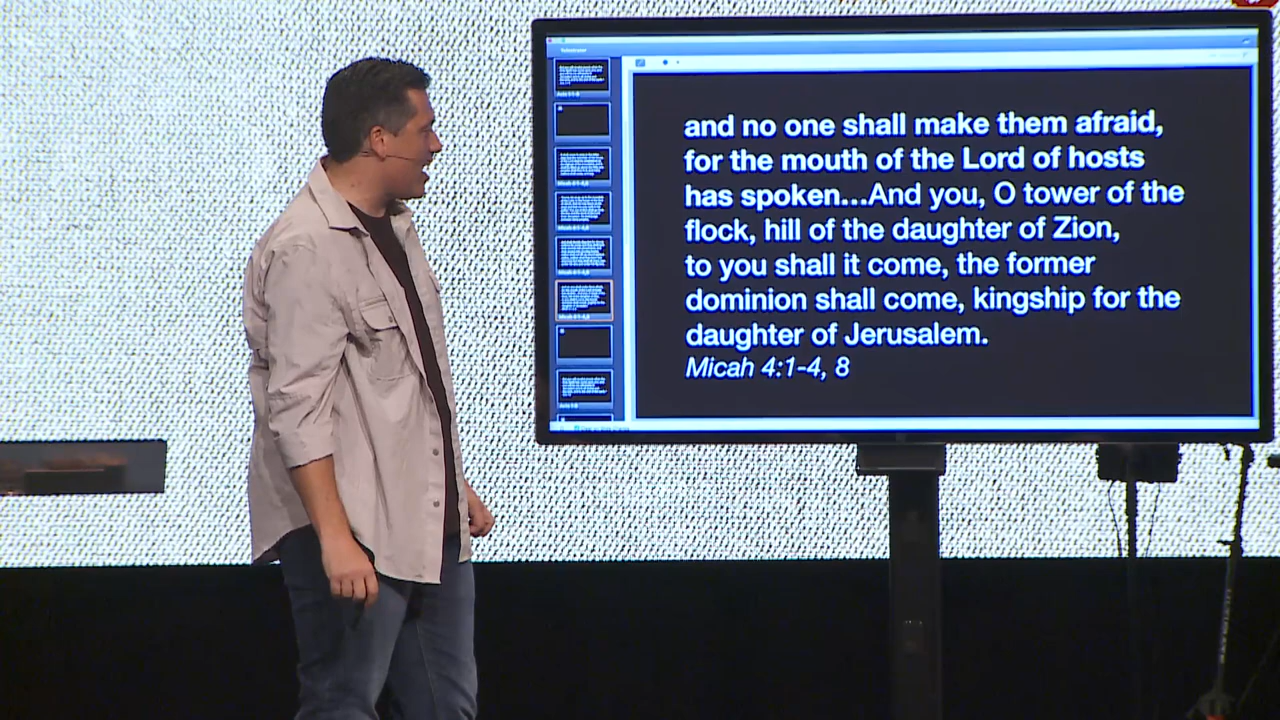 and no one shall make them afraid,
for the mouth of the Lord of hosts
has spoken...And you, O tower of the
flock, hill of the daughter of Zion,
to you shall it come, the former
dominion shall come, kingship for the
daughter of Jerusalem.
Micah 4:1-4, 8